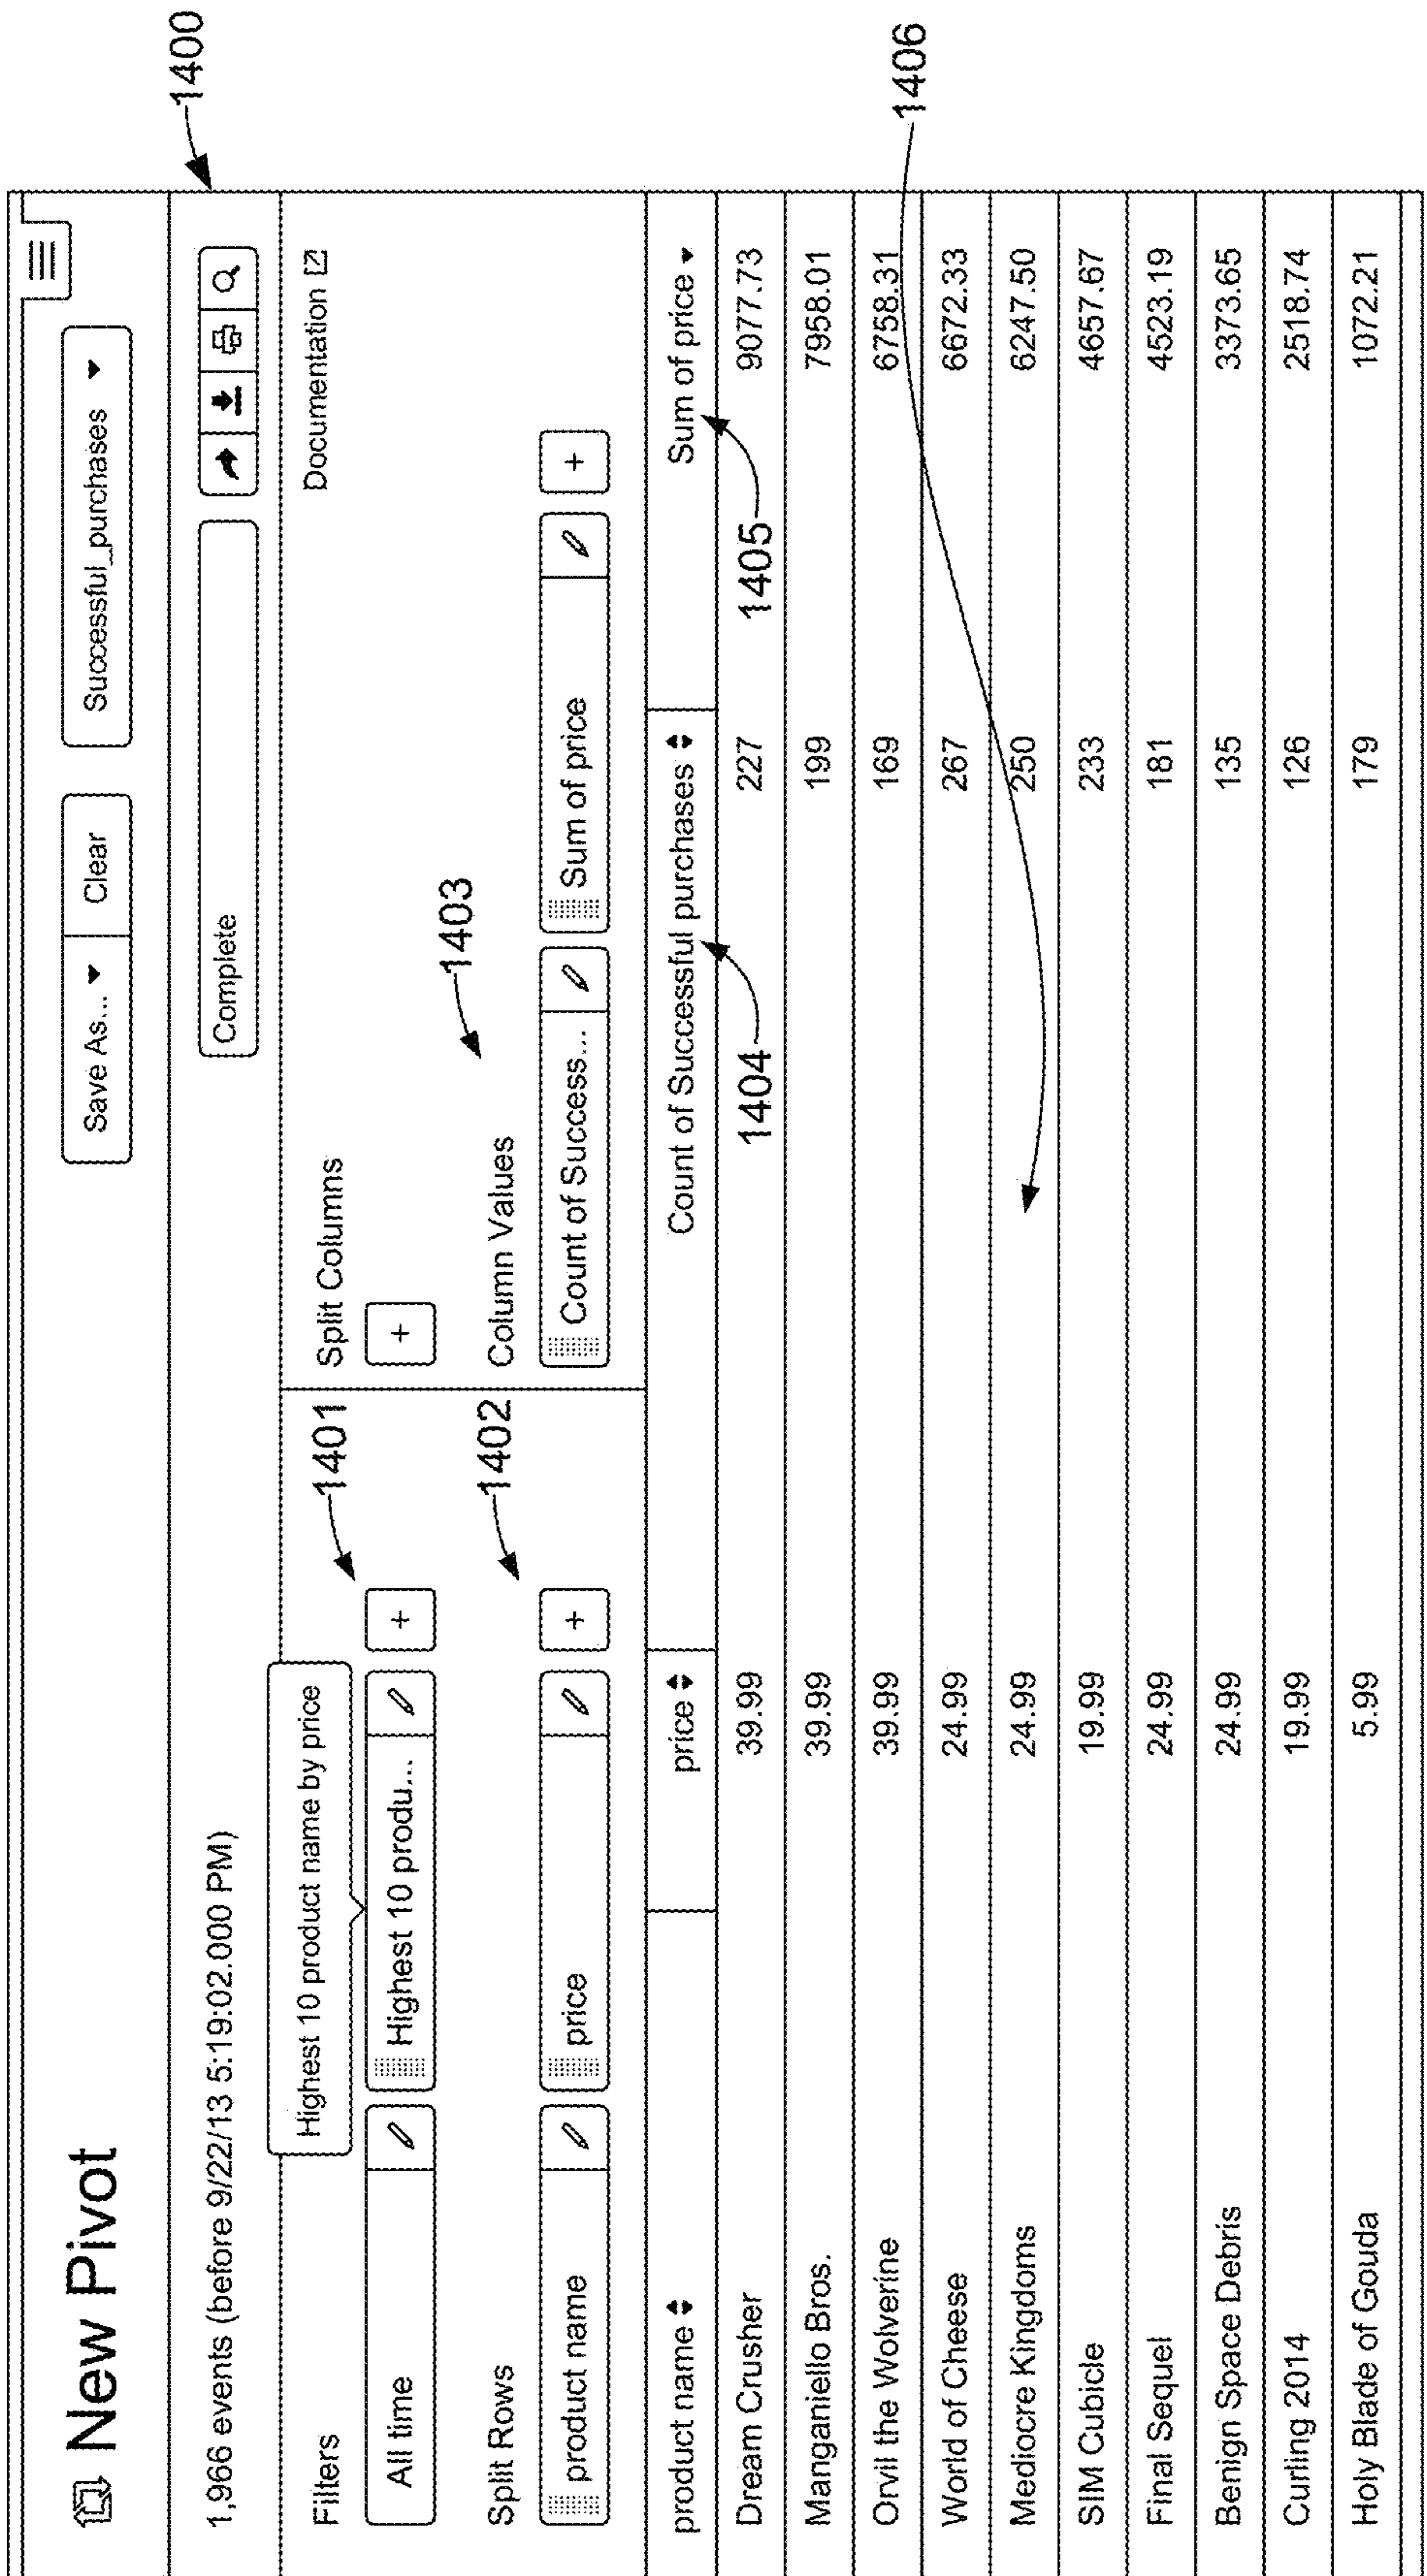 New Pivot
Save As... Clear Successful_purchases
1,966 events (before 9/22/13 5:19:02.000 PM) Complete
1400
Highest 10 product name by price
Filters 1401 Split Columns Documentation
All time Highest 10 produ... + +
Split Rows 1402 Column Values 1403
product name price + Count of Success... Sum of price +
product name price Count of Successful purchases Sum of price
Dream Crusher 39.99 1404 227 1405 9077.73
Manganiello Bros. 39.99 199 7958.01
Orvil the Wolverine 39.99 169 6758.31
1406
World of Cheese 24.99 267 6672.33
Mediocre Kingdoms 24.99 250 6247.50
SIM Cubicle 19.99 233 4657.67
Final Sequel 24.99 181 4523.19
Benign Space Debris 24.99 135 3373.65
Curling 2014 19.99 126 2518.74
Holy Blade of Gouda 5.99 179 1072.21